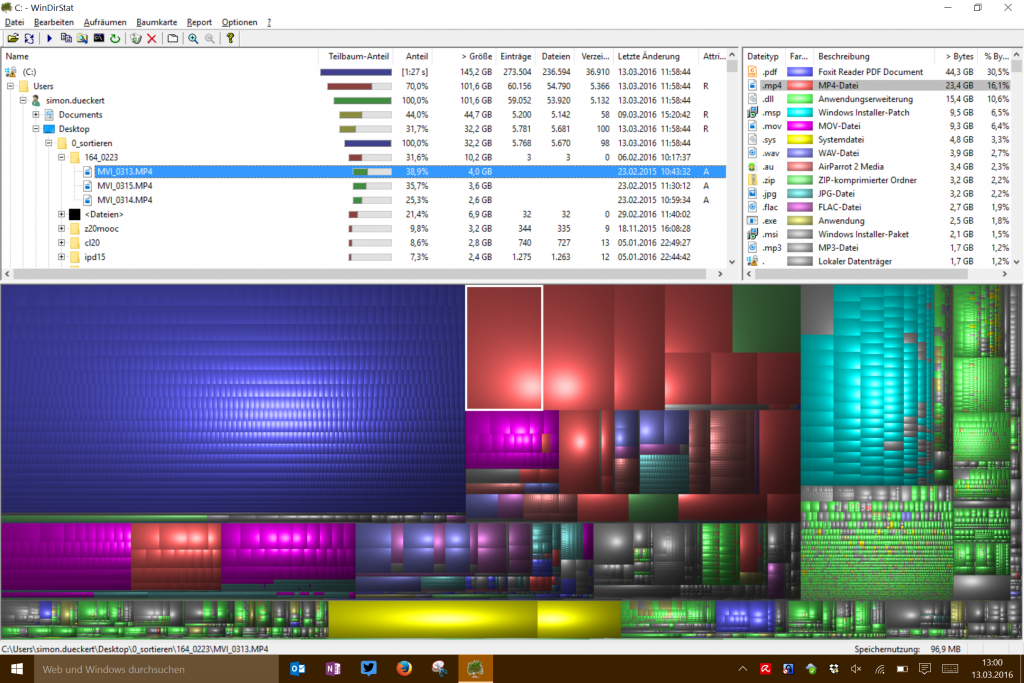 C: - WinDirStat
Datei Bearbeiten Aufräumen Baumkarte Report Optionen ?
Name Teilbaum-Anteil Anteil > Größe Einträge Dateien Verzei... Letzte Änderung Attri...
(C:) [1:27 s] 145,2 GB 273.504 236.594 36.910 13.03.2016 11:58:44
Users 70,0% 101,6 GB 60.156 54.790 5.366 13.03.2016 11:58:44 R
simon.dueckert 100,0% 101,6 GB 59.052 53.920 5.132 13.03.2016 11:58:44
Documents 44,0% 44,7 GB 5.200 5.142 58 09.03.2016 15:20:42 R
Desktop 31,7% 32,2 GB 5.781 5.681 100 13.03.2016 11:58:44 R
0_sortieren 100,0% 32,2 GB 5.768 5.670 98 13.03.2016 11:58:44
164_0223 31,6% 10,2 GB 3 3 0 06.02.2016 10:17:37
MVI_0313.MP4 38,9% 4,0 GB 23.02.2015 10:43:32 A
MVI_0315.MP4 35,7% 3,6 GB 23.02.2015 11:30:12 A
MVI_0314.MP4 25,3% 2,6 GB 23.02.2015 10:59:34 A
<Dateien> 21,4% 6,9 GB 32 32 0 29.02.2016 11:40:02
z20mooc 9,8% 3,2 GB 344 335 9 18.11.2015 16:08:28
cl20 8,6% 2,8 GB 740 727 13 05.01.2016 22:49:27
ipd15 7,3% 2,4 GB 1.275 1.263 12 05.01.2016 22:44:42
Dateityp Far... Beschreibung > Bytes % By...
.pdf Foxit Reader PDF Document 44,3 GB 30,5%
.mp4 MP4-Datei 23,4 GB 16,1%
.dll Anwendungserweiterung 15,4 GB 10,6%
.msp Windows Installer-Patch 9,5 GB 6,5%
.mov MOV-Datei 9,3 GB 6,4%
.sys Systemdatei 4,8 GB 3,3%
.wav WAV-Datei 3,9 GB 2,7%
.au AirParrot 2 Media 3,4 GB 2,3%
.zip ZIP-komprimierter Ordner 3,2 GB 2,2%
.jpg JPG-Datei 3,2 GB 2,2%
.flac FLAC-Datei 2,7 GB 1,9%
.exe Anwendung 2,5 GB 1,8%
.msi Windows Installer-Paket 2,1 GB 1,5%
.mp3 MP3-Datei 1,7 GB 1,2%
. Lokaler Datenträger 1,7 GB 1,2%
C:\Users\simon.dueckert\Desktop\0_sortieren\164_0223\MVI_0313.MP4 Speichernutzung: 96,9 MB
Web und Windows durchsuchen
13:00
13.03.2016